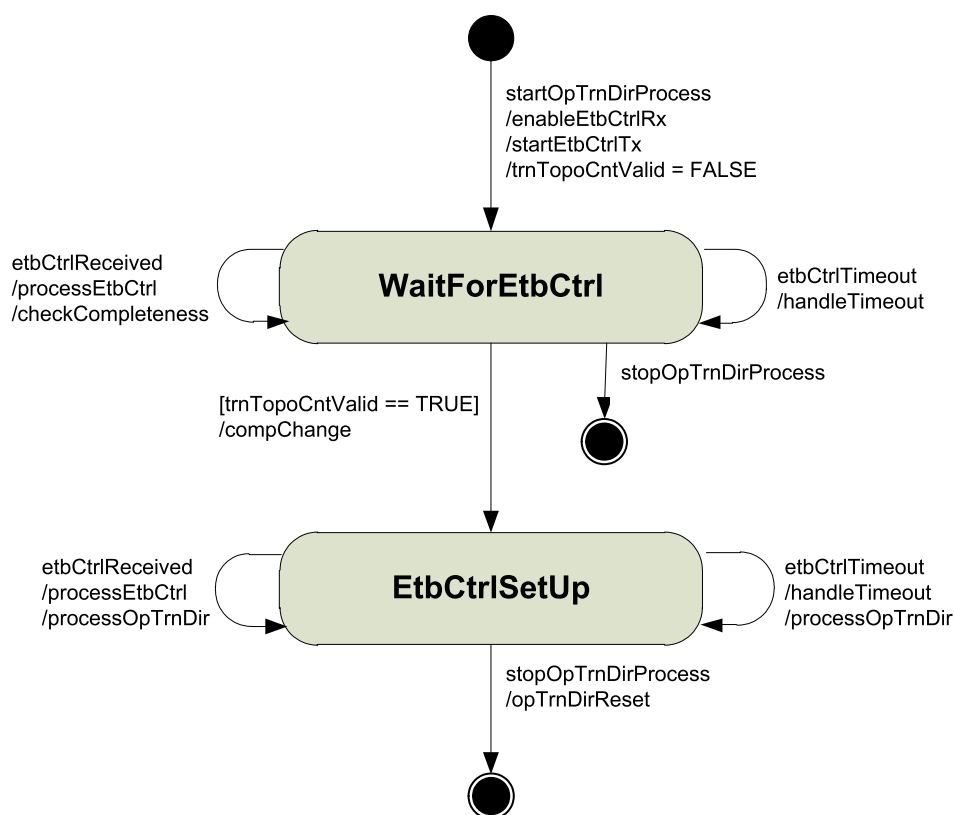 startOpTrnDirProcess
/enableEtbCtrlRx
/startEtbCtrlTx
/trnTopoCntValid = FALSE
etbCtrlReceived
/processEtbCtrl
/checkCompleteness
WaitForEtbCtrl
etbCtrlTimeout
/handleTimeout
stopOpTrnDirProcess
[trnTopoCntValid == TRUE]
/compChange
etbCtrlReceived
/processEtbCtrl
/processOpTrnDir
EtbCtrlSetUp
etbCtrlTimeout
/handleTimeout
/processOpTrnDir
stopOpTrnDirProcess
/opTrnDirReset